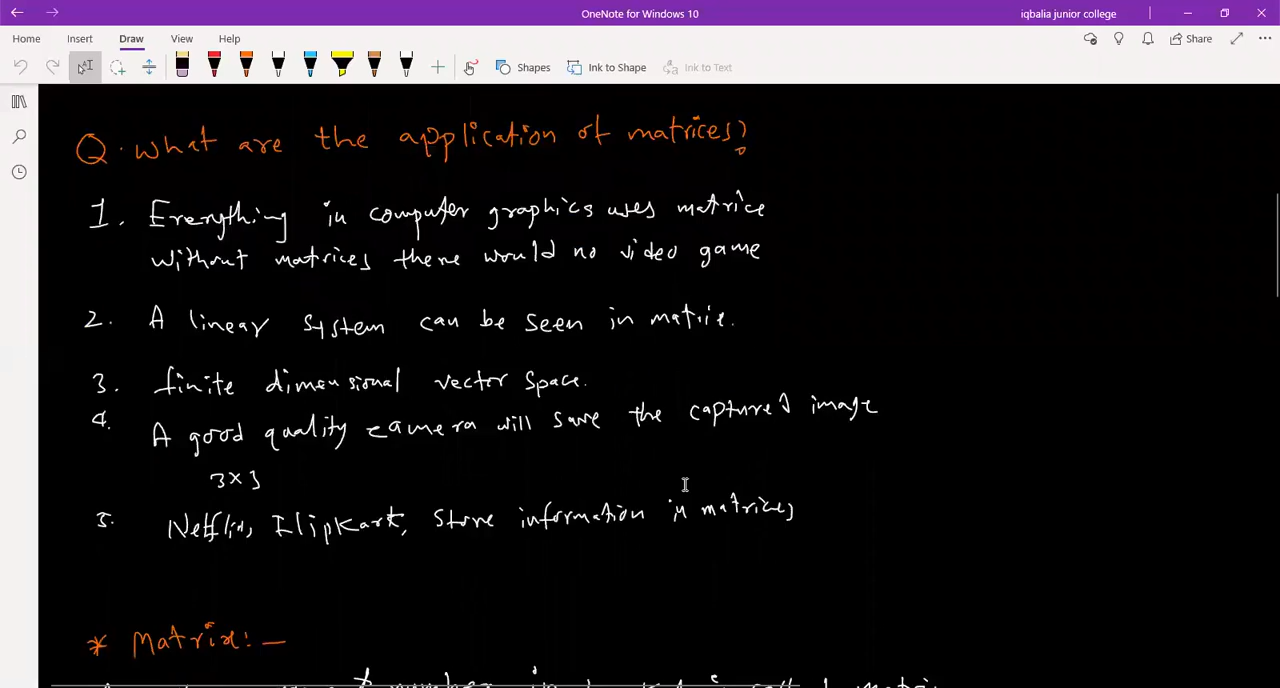 OneNote for Windows 10
iqbalia junior college
Home Insert Draw View Help
Share
Shapes Ink to Shape Ink to Text
Q. What are the application of matrices?
1. Everything in computer graphics uses matrice
without matrices there would no video game
2. A linear system can be seen in matrix.
3. finite dimensional vector space.
4. A good quality camera will save the captured image
3×3
5. Netflix, Flipkart, Store information in matrices
* Matrix:—